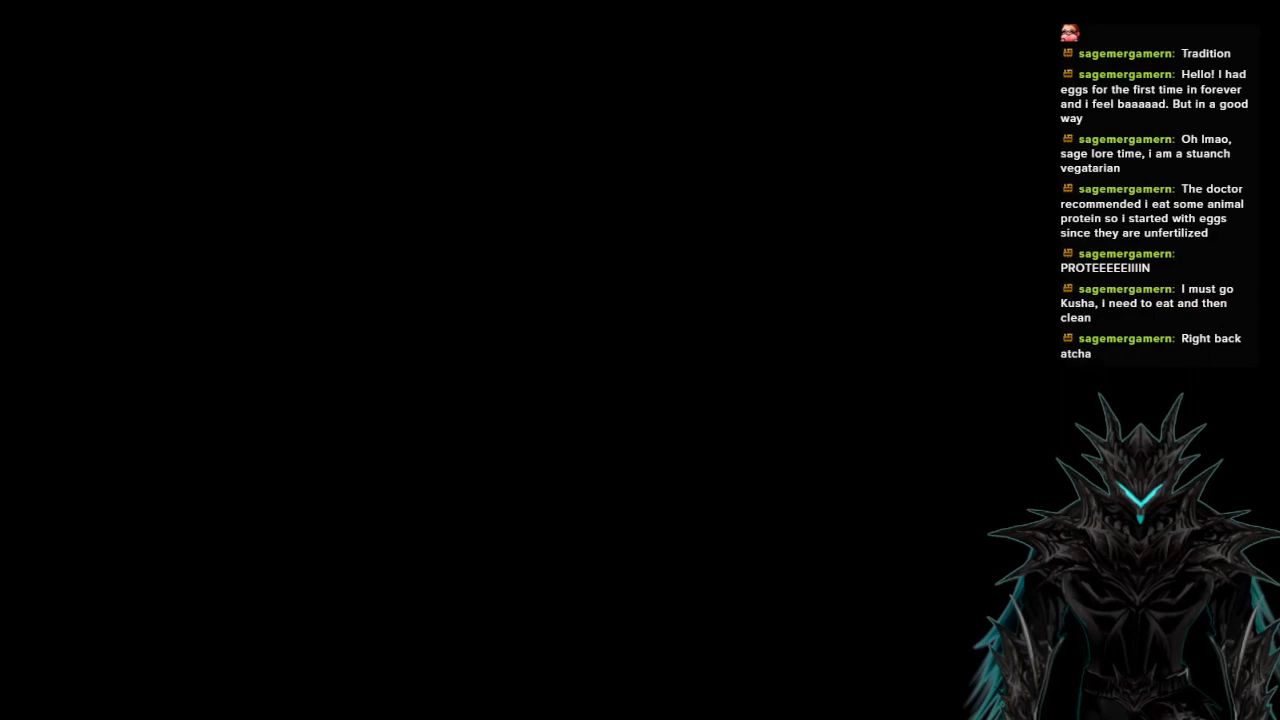 sagemergamern: Tradition
sagemergamern: Hello! I had
eggs for the first time in forever
and i feel baaaaad. But in a good
way
sagemergamern: Oh lmao,
sage lore time, i am a stuanch
vegatarian
sagemergamern: The doctor
recommended i eat some animal
protein so i started with eggs
since they are unfertilized
sagemergamern:
PROTEEEEEIIIIN
sagemergamern: I must go
Kusha, i need to eat and then
clean
sagemergamern: Right back
atcha